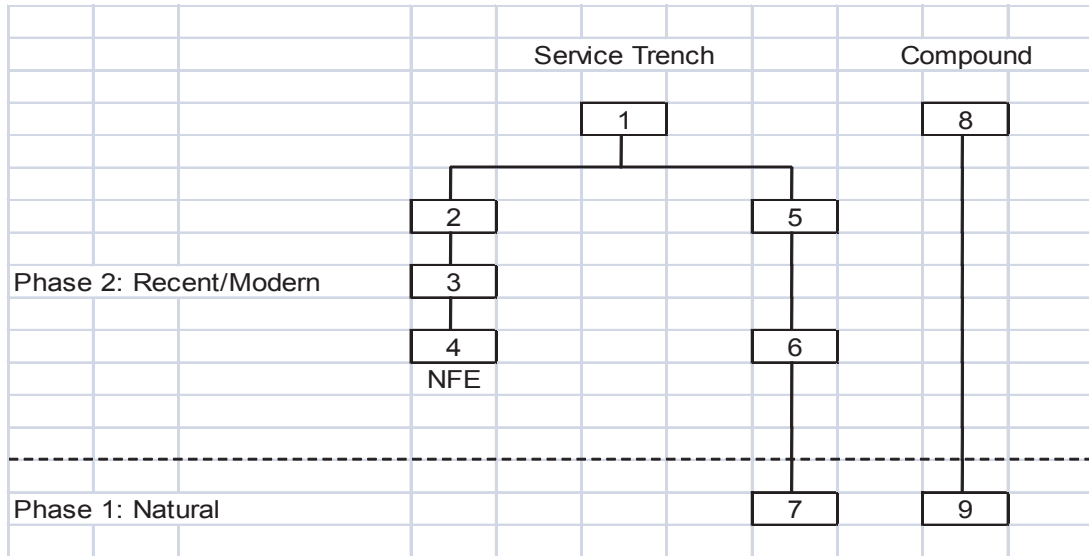 Service Trench Compound
1 8
2 5
Phase 2: Recent/Modern 3
4 6
NFE
Phase 1: Natural 7 9